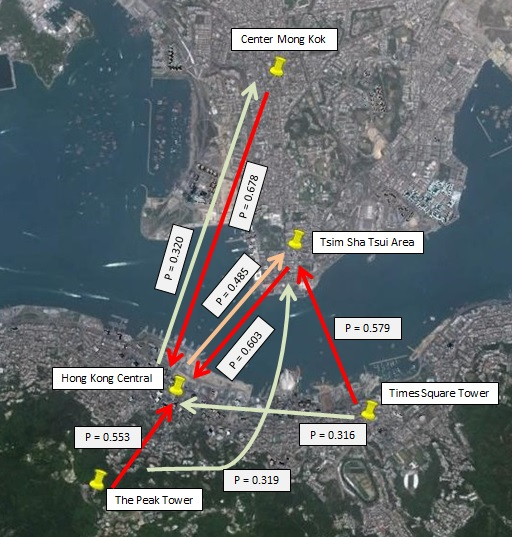 Center Mong Kok
P = 0.678
Tsim Sha Tsui Area
P = 0.320
P = 0.485
P = 0.579
P = 0.603
Hong Kong Central
Times Square Tower
P = 0.553
P = 0.316
P = 0.319
The Peak Tower